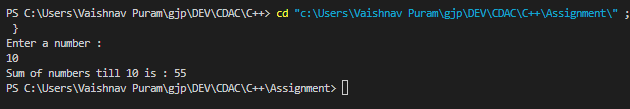 PS C:\Users\Vaishnav Puram\gjp\DEV\CDAC\C++> cd "c:\Users\Vaishnav Puram\gjp\DEV\CDAC\C++\Assignment\" ;
}
Enter a number :
10
Sum of numbers till 10 is : 55
PS C:\Users\Vaishnav Puram\gjp\DEV\CDAC\C++\Assignment>